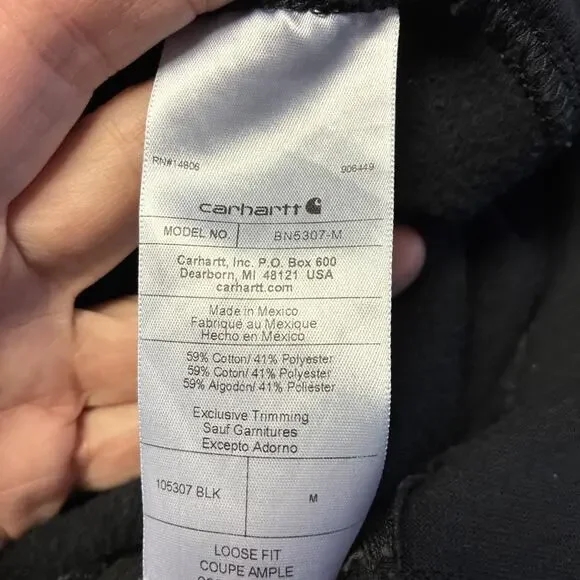 RN#14806 906449
carhartt
MODEL NO. BN5307-M
Carhartt, Inc. P.O. Box 600
Dearborn, MI 48121 USA
carhartt.com
Made in Mexico
Fabriqué au Mexique
Hecho en México
59% Cotton/ 41% Polyester
59% Coton/ 41% Polyester
59% Algodon/ 41% Poliester
Exclusive Trimming
Sauf Garnitures
Excepto Adorno
105307 BLK M
LOOSE FIT
COUPE AMPLE